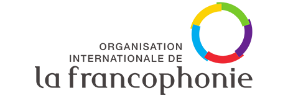 ORGANISATION
INTERNATIONALE DE
la francophonie